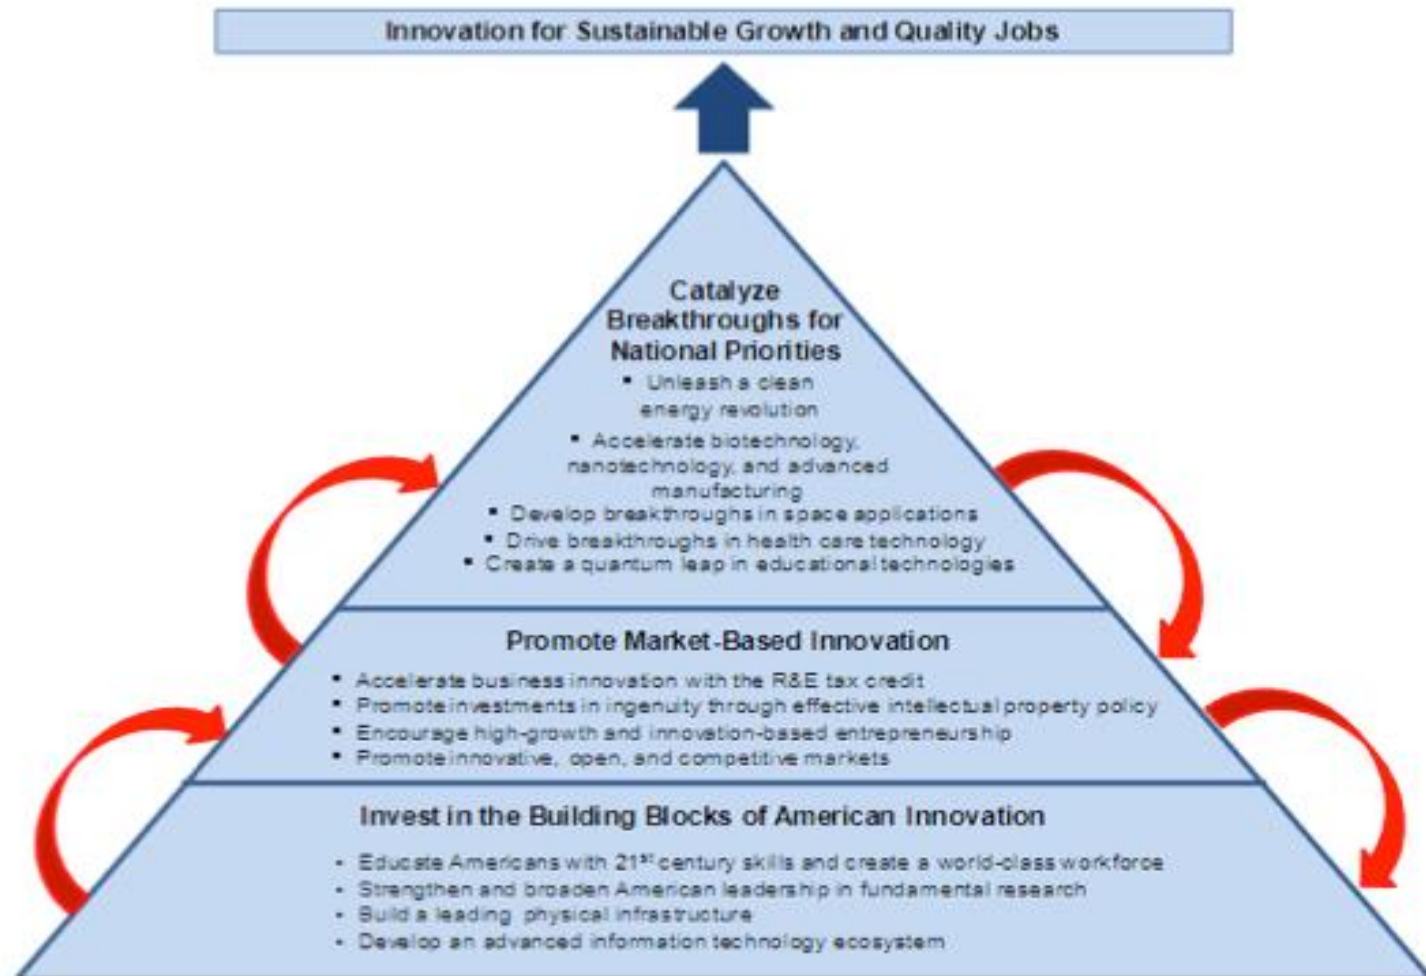 Innovation for Sustainable Growth and Quality Jobs
Catalyze
Breakthroughs for
National Priorities
▪ Unleash a clean
energy revolution
▪ Accelerate biotechnology,
nanotechnology, and advanced
manufacturing
▪ Develop breakthroughs in space applications
▪ Drive breakthroughs in health care technology
▪ Create a quantum leap in educational technologies
Promote Market-Based Innovation
▪ Accelerate business innovation with the R&E tax credit
▪ Promote investments in ingenuity through effective intellectual property policy
▪ Encourage high-growth and innovation-based entrepreneurship
▪ Promote innovative, open, and competitive markets
Invest in the Building Blocks of American Innovation
- Educate Americans with 21st century skills and create a world-class workforce
- Strengthen and broaden American leadership in fundamental research
- Build a leading physical infrastructure
- Develop an advanced information technology ecosystem